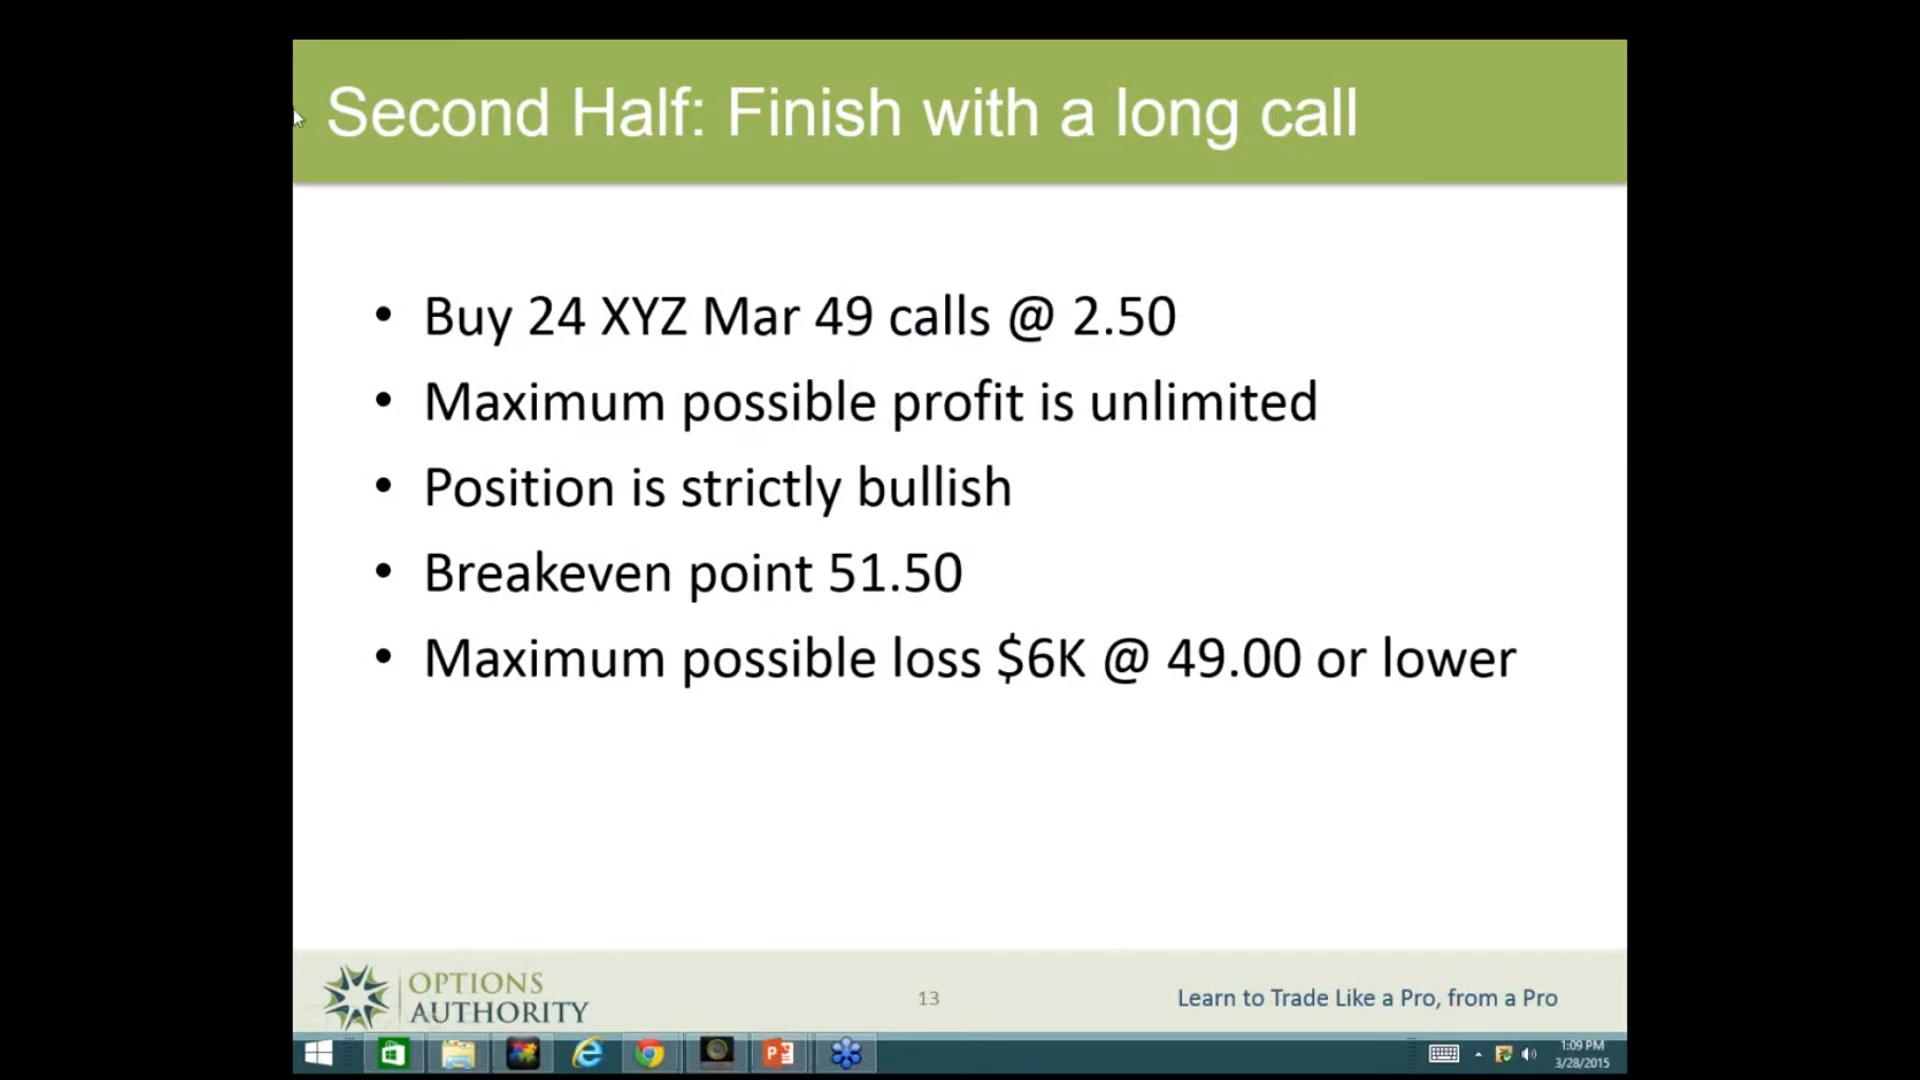 Second Half: Finish with a long call
• Buy 24 XYZ Mar 49 calls @ 2.50
• Maximum possible profit is unlimited
• Position is strictly bullish
• Breakeven point 51.50
• Maximum possible loss $6K @ 49.00 or lower
OPTIONS
AUTHORITY
13
Learn to Trade Like a Pro, from a Pro
1:09 PM
3/28/2015